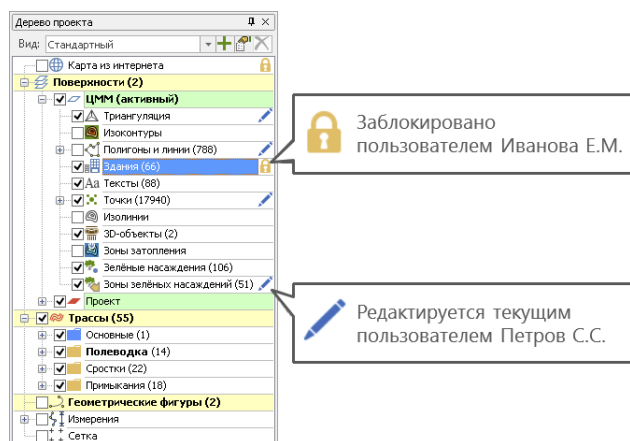 Дерево проекта
Вид: Стандартный
Карта из интернета
Поверхности (2)
ЦММ (активный)
Триангуляция
Изоконтуры
Полигоны и линии (788)
Здания (66)
Aa Тексты (88)
Точки (17940)
Изолинии
3D-объекты (2)
Зоны затопления
Зелёные насаждения (106)
Зоны зелёных насаждений (51)
Проект
Трассы (55)
Основные (1)
Полеводка (14)
Сростки (22)
Примыкания (18)
Геометрические фигуры (2)
Измерения
Сетка
Заблокировано
пользователем Иванова Е.М.
Редактируется текущим
пользователем Петров С.С.